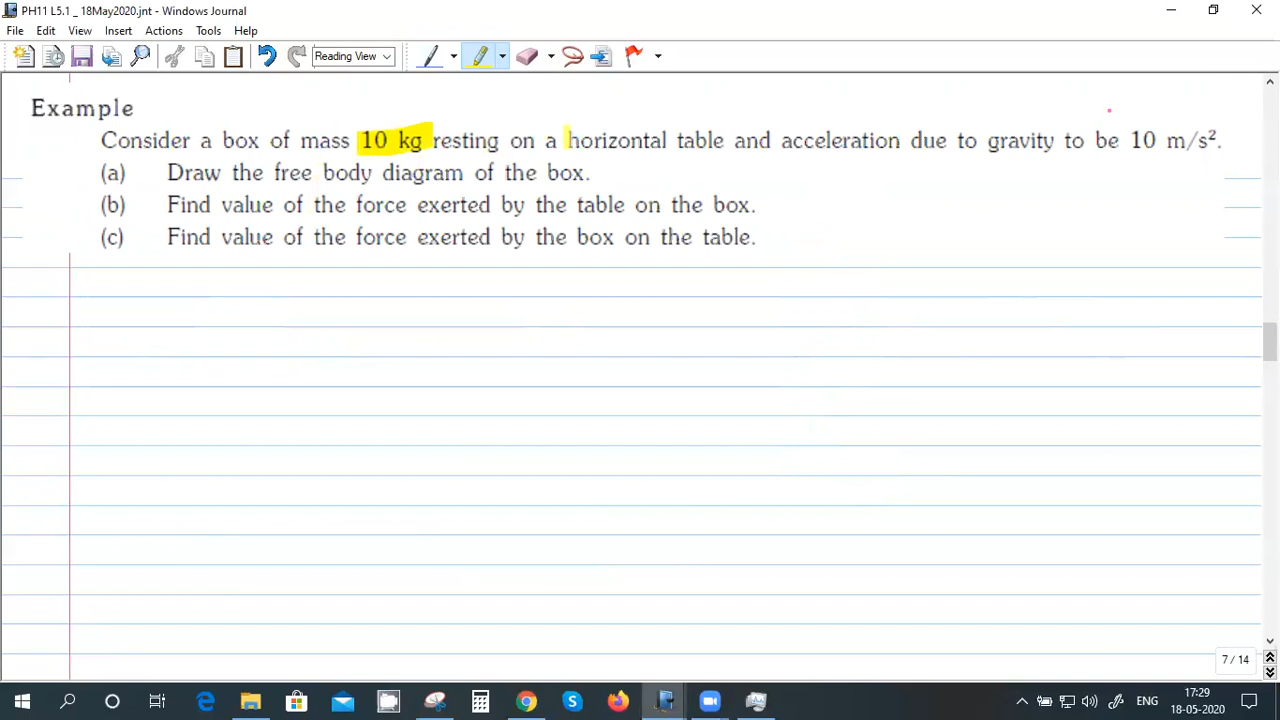 PH11 L5.1 _ 18May2020.jnt - Windows Journal
File Edit View Insert Actions Tools Help
Reading View
Example
Consider a box of mass 10 kg resting on a horizontal table and acceleration due to gravity to be 10 m/s².
(a) Draw the free body diagram of the box.
(b) Find value of the force exerted by the table on the box.
(c) Find value of the force exerted by the box on the table.
7 / 14
ENG
17:29
18-05-2020